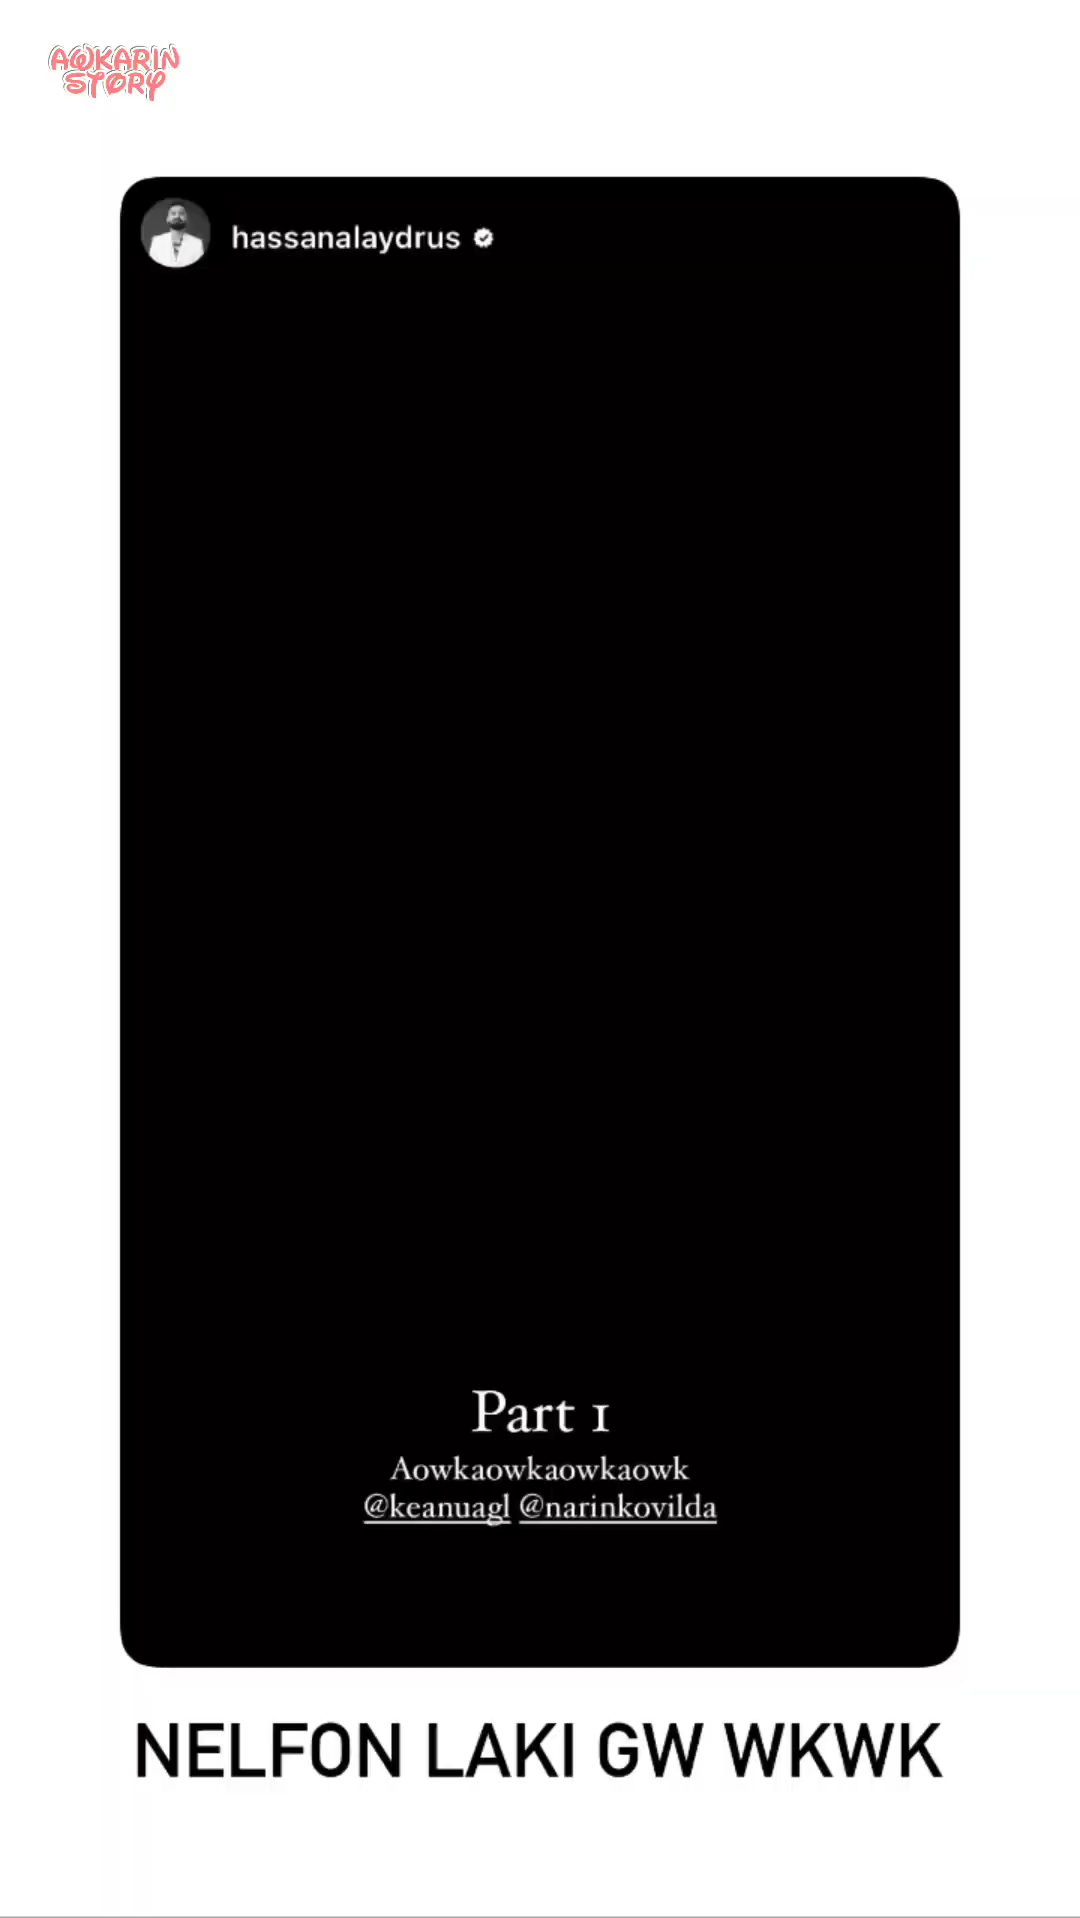 AWKARIN
STORY
hassanalaydrus
Part 1
Aowkaowkaowkaowk
@keanuagl @narinkovilda
NELFON LAKI GW WKWK